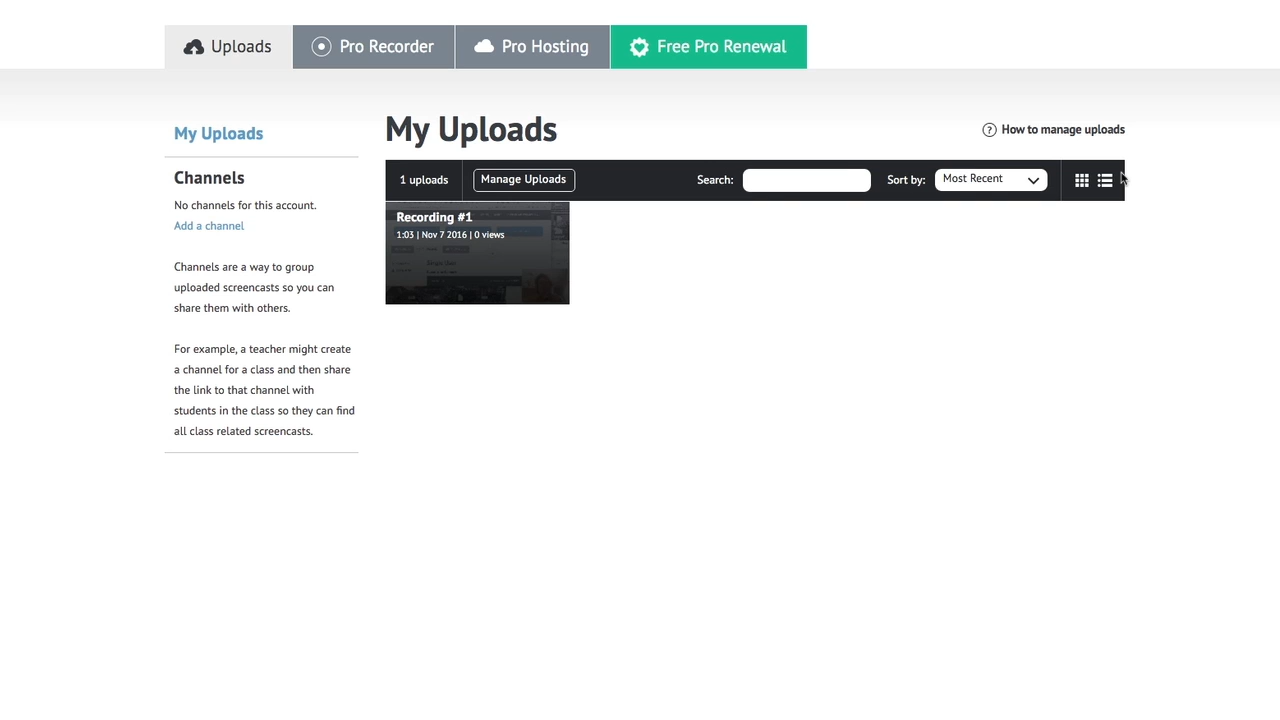 Uploads
Pro Recorder
Pro Hosting
Free Pro Renewal
My Uploads
Channels
No channels for this account.
Add a channel
Channels are a way to group
uploaded screencasts so you can
share them with others.
For example, a teacher might create
a channel for a class and then share
the link to that channel with
students in the class so they can find
all class related screencasts.
My Uploads
? How to manage uploads
1 uploads
Manage Uploads
Search:
Sort by:
Most Recent
Recording #1
1:03 | Nov 7 2016 | 0 views